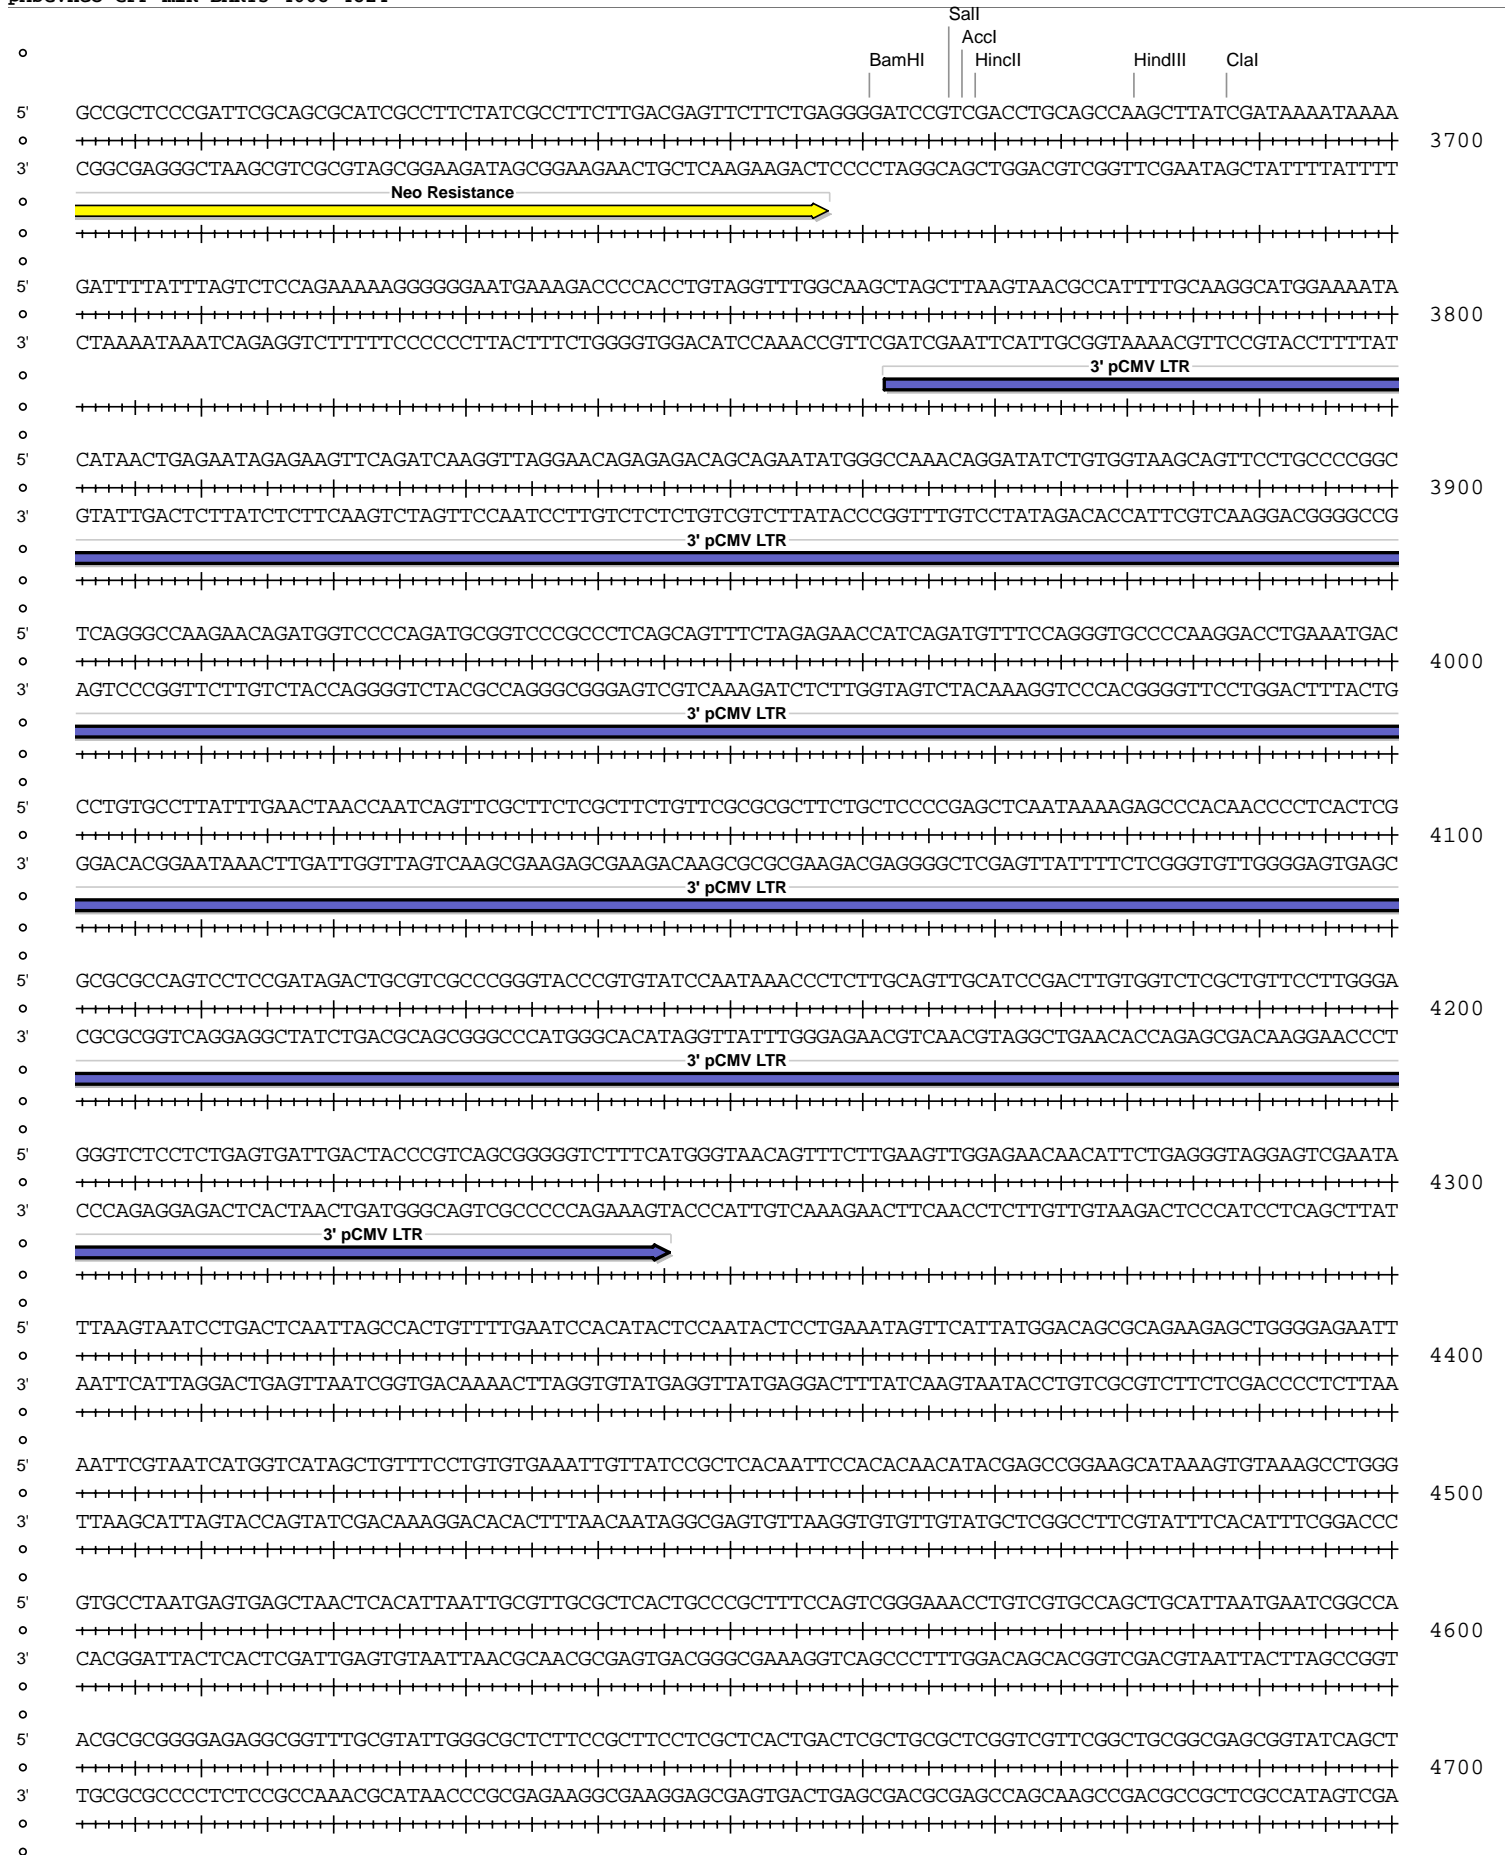 SalI
AccI
BamHI HincII HindIII ClaI
5' GCCGCTCCCGATTCGCAGCGCATCGCCTTCTATCGCCTTCTTGACGAGTTCTTCTGAGGGGATCCGTCGACCTGCAGCCAAGCTTATCGATAAAATAAAA
3700
3' CGGCGAGGGCTAAGCGTCGCGTAGCGGAAGATAGCGGAAGAACTGCTCAAGAAGACTCCCCTAGGCAGCTGGACGTCGGTTCGAATAGCTATTTTATTTT
Neo Resistance
5' GATTTTATTTAGTCTCCAGAAAAAGGGGGGAATGAAAGACCCCACCTGTAGGTTTGGCAAGCTAGCTTAAGTAACGCCATTTTGCAAGGCATGGAAAATA
3800
3' CTAAAATAAATCAGAGGTCTTTTTCCCCCCTTACTTTCTGGGGTGGACATCCAAACCGTTCGATCGAATTCATTGCGGTAAAACGTTCCGTACCTTTTAT
3' pCMV LTR
5' CATAACTGAGAATAGAGAAGTTCAGATCAAGGTTAGGAACAGAGAGACAGCAGAATATGGGCCAAACAGGATATCTGTGGTAAGCAGTTCCTGCCCCGGC
3900
3' GTATTGACTCTTATCTCTTCAAGTCTAGTTCCAATCCTTGTCTCTCTGTCGTCTTATACCCGGTTTGTCCTATAGACACCATTCGTCAAGGACGGGGCCG
3' pCMV LTR
5' TCAGGGCCAAGAACAGATGGTCCCCAGATGCGGTCCCGCCCTCAGCAGTTTCTAGAGAACCATCAGATGTTTCCAGGGTGCCCCAAGGACCTGAAATGAC
4000
3' AGTCCCGGTTCTTGTCTACCAGGGGTCTACGCCAGGGCGGGAGTCGTCAAAGATCTCTTGGTAGTCTACAAAGGTCCCACGGGGTTCCTGGACTTTACTG
3' pCMV LTR
5' CCTGTGCCTTATTTGAACTAACCAATCAGTTCGCTTCTCGCTTCTGTTCGCGCGCTTCTGCTCCCCGAGCTCAATAAAAGAGCCCACAACCCCTCACTCG
4100
3' GGACACGGAATAAACTTGATTGGTTAGTCAAGCGAAGAGCGAAGACAAGCGCGCGAAGACGAGGGGCTCGAGTTATTTTCTCGGGTGTTGGGGAGTGAGC
3' pCMV LTR
5' GCGCGCCAGTCCTCCGATAGACTGCGTCGCCCGGGTACCCGTGTATCCAATAAACCCTCTTGCAGTTGCATCCGACTTGTGGTCTCGCTGTTCCTTGGGA
4200
3' CGCGCGGTCAGGAGGCTATCTGACGCAGCGGGCCCATGGGCACATAGGTTATTTGGGAGAACGTCAACGTAGGCTGAACACCAGAGCGACAAGGAACCCT
3' pCMV LTR
5' GGGTCTCCTCTGAGTGATTGACTACCCGTCAGCGGGGGTCTTTCATGGGTAACAGTTTCTTGAAGTTGGAGAACAACATTCTGAGGGTAGGAGTCGAATA
4300
3' CCCAGAGGAGACTCACTAACTGATGGGCAGTCGCCCCCAGAAAGTACCCATTGTCAAAGAACTTCAACCTCTTGTTGTAAGACTCCCATCCTCAGCTTAT
3' pCMV LTR
5' TTAAGTAATCCTGACTCAATTAGCCACTGTTTTGAATCCACATACTCCAATACTCCTGAAATAGTTCATTATGGACAGCGCAGAAGAGCTGGGGAGAATT
4400
3' AATTCATTAGGACTGAGTTAATCGGTGACAAAACTTAGGTGTATGAGGTTATGAGGACTTTATCAAGTAATACCTGTCGCGTCTTCTCGACCCCTCTTAA
5' AATTCGTAATCATGGTCATAGCTGTTTCCTGTGTGAAATTGTTATCCGCTCACAATTCCACACAACATACGAGCCGGAAGCATAAAGTGTAAAGCCTGGG
4500
3' TTAAGCATTAGTACCAGTATCGACAAAGGACACACTTTAACAATAGGCGAGTGTTAAGGTGTGTTGTATGCTCGGCCTTCGTATTTCACATTTCGGACCC
5' GTGCCTAATGAGTGAGCTAACTCACATTAATTGCGTTGCGCTCACTGCCCGCTTTCCAGTCGGGAAACCTGTCGTGCCAGCTGCATTAATGAATCGGCCA
4600
3' CACGGATTACTCACTCGATTGAGTGTAATTAACGCAACGCGAGTGACGGGCGAAAGGTCAGCCCTTTGGACAGCACGGTCGACGTAATTACTTAGCCGGT
5' ACGCGCGGGGAGAGGCGGTTTGCGTATTGGGCGCTCTTCCGCTTCCTCGCTCACTGACTCGCTGCGCTCGGTCGTTCGGCTGCGGCGAGCGGTATCAGCT
4700
3' TGCGCGCCCCTCTCCGCCAAACGCATAACCCGCGAGAAGGCGAAGGAGCGAGTGACTGAGCGACGCGAGCCAGCAAGCCGACGCCGCTCGCCATAGTCGA